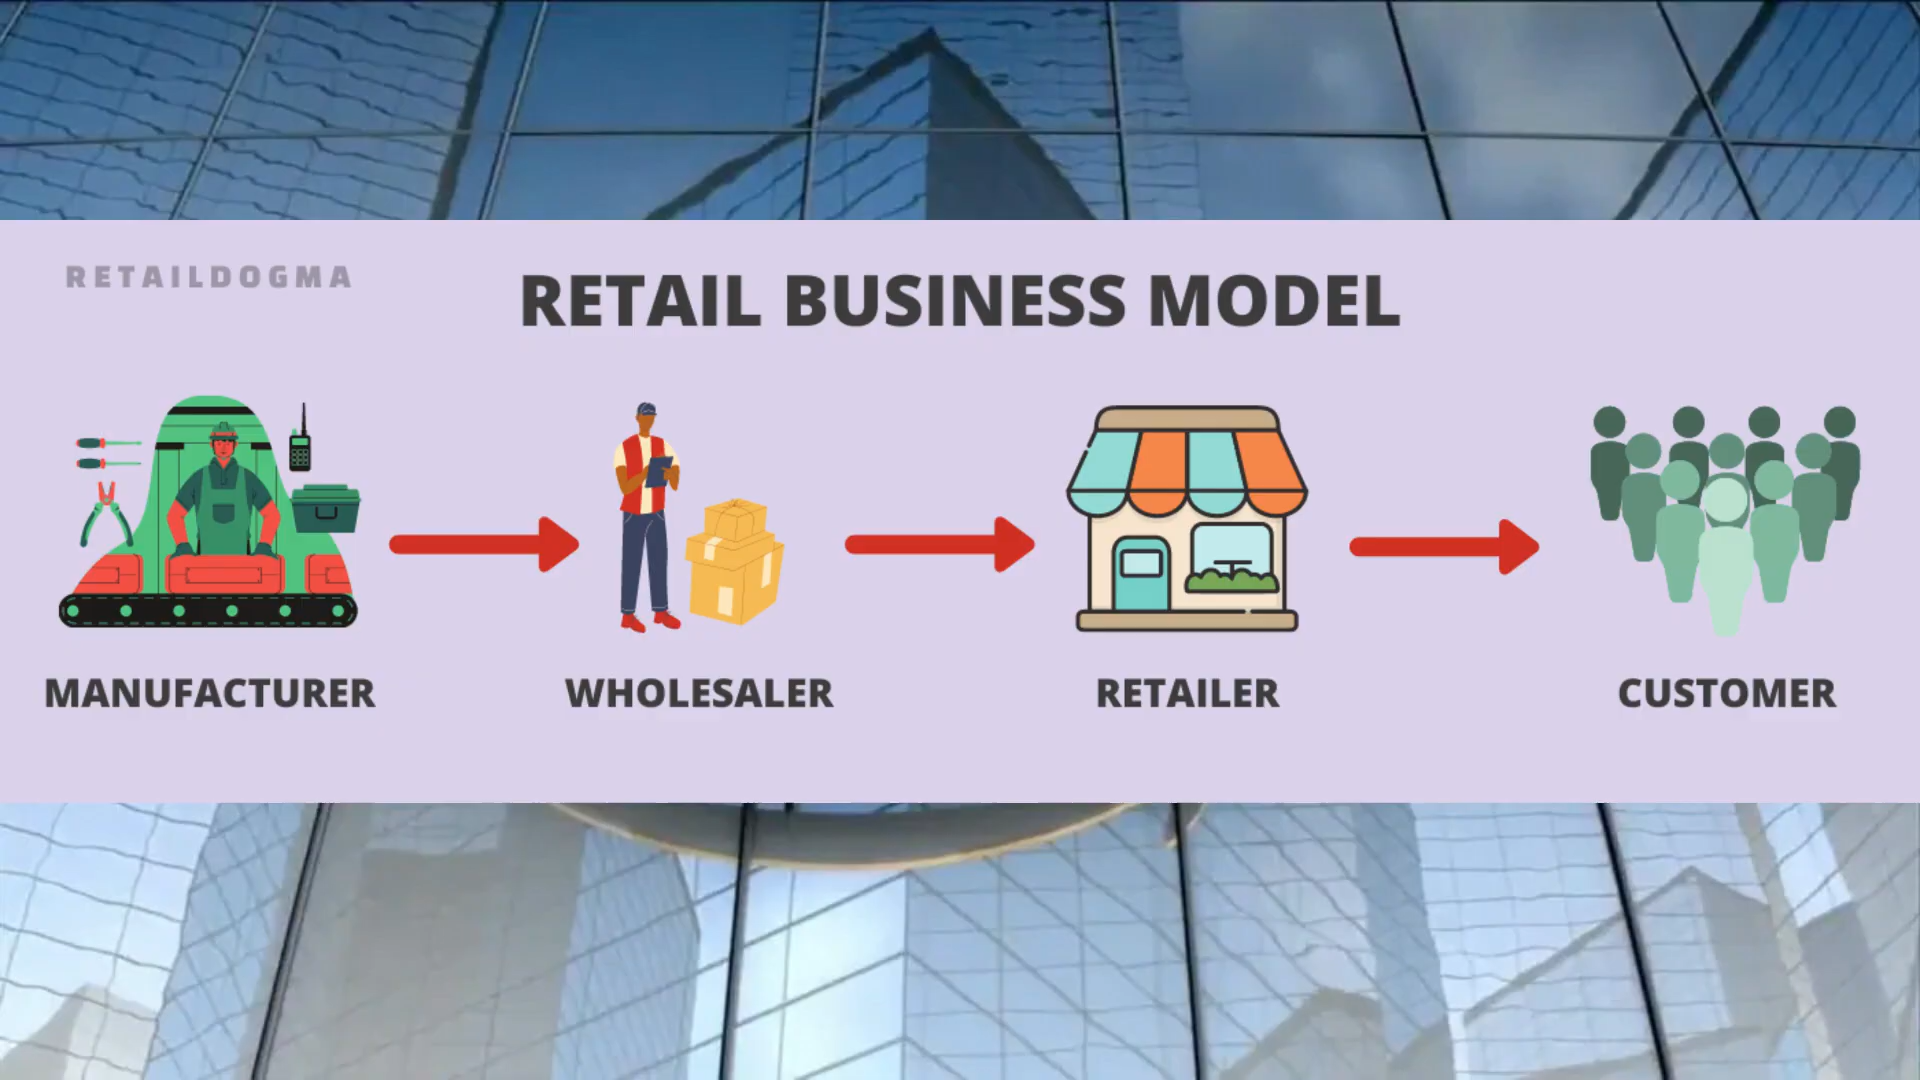 RETAILDOGMA
RETAIL BUSINESS MODEL
MANUFACTURER
WHOLESALER
RETAILER
CUSTOMER